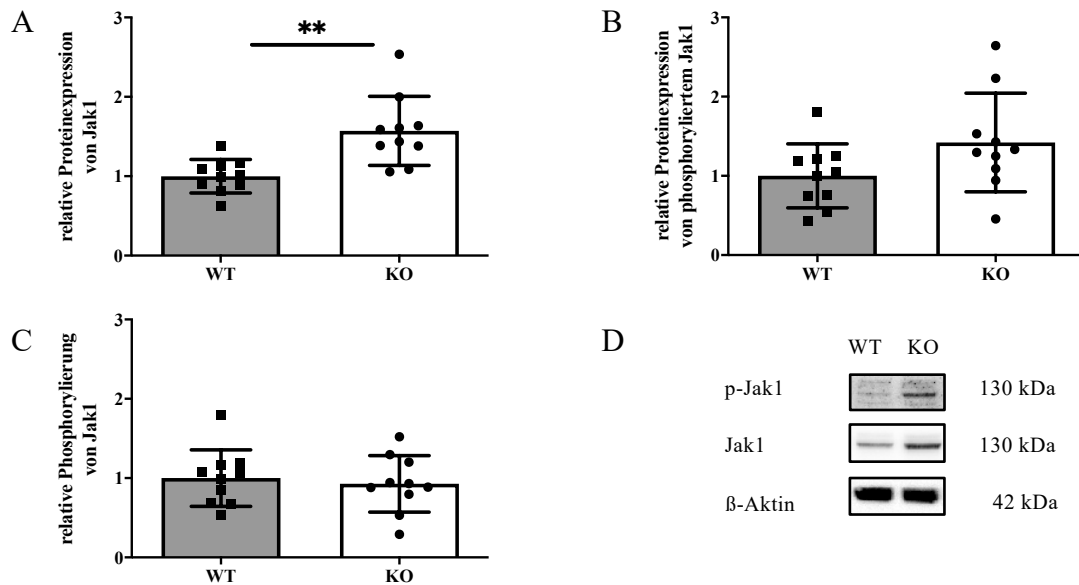 A
relative Proteinexpression
von Jak1
3
2
1
0
**
WT
KO
B
relative Proteinexpression
von phosphoryliertem Jak1
3
2
1
0
WT
KO
C
relative Phosphorylierung
von Jak1
3
2
1
0
WT
KO
D
WT KO
p-Jak1 130 kDa
Jak1 130 kDa
ß-Aktin 42 kDa